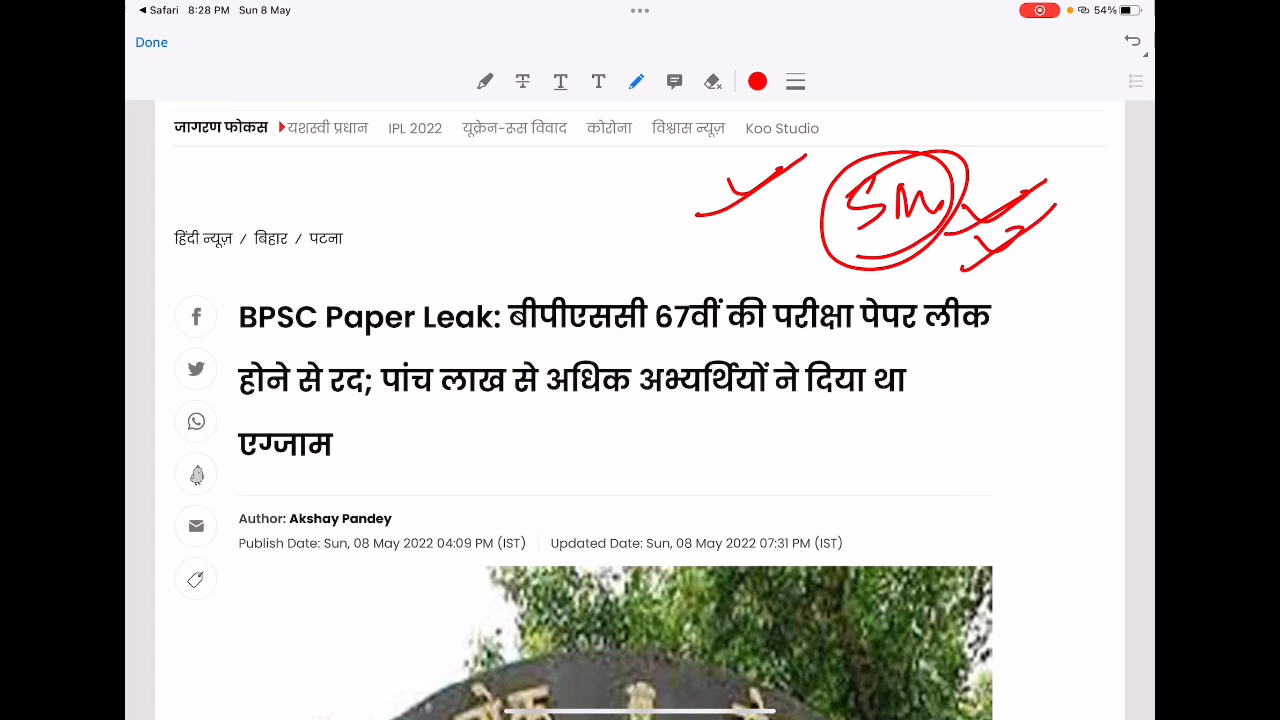 Safari 8:28 PM Sun 8 May
54%
Done
T T T
जागरण फोकस यशस्वी प्रधान IPL 2022 यूक्रेन-रूस विवाद कोरोना विश्वास न्यूज़ Koo Studio
हिंदी न्यूज़ / बिहार / पटना
BPSC Paper Leak: बीपीएससी 67वीं की परीक्षा पेपर लीक
होने से रद; पांच लाख से अधिक अभ्यर्थियों ने दिया था
एग्जाम
Author: Akshay Pandey
Publish Date: Sun, 08 May 2022 04:09 PM (IST) Updated Date: Sun, 08 May 2022 07:31 PM (IST)